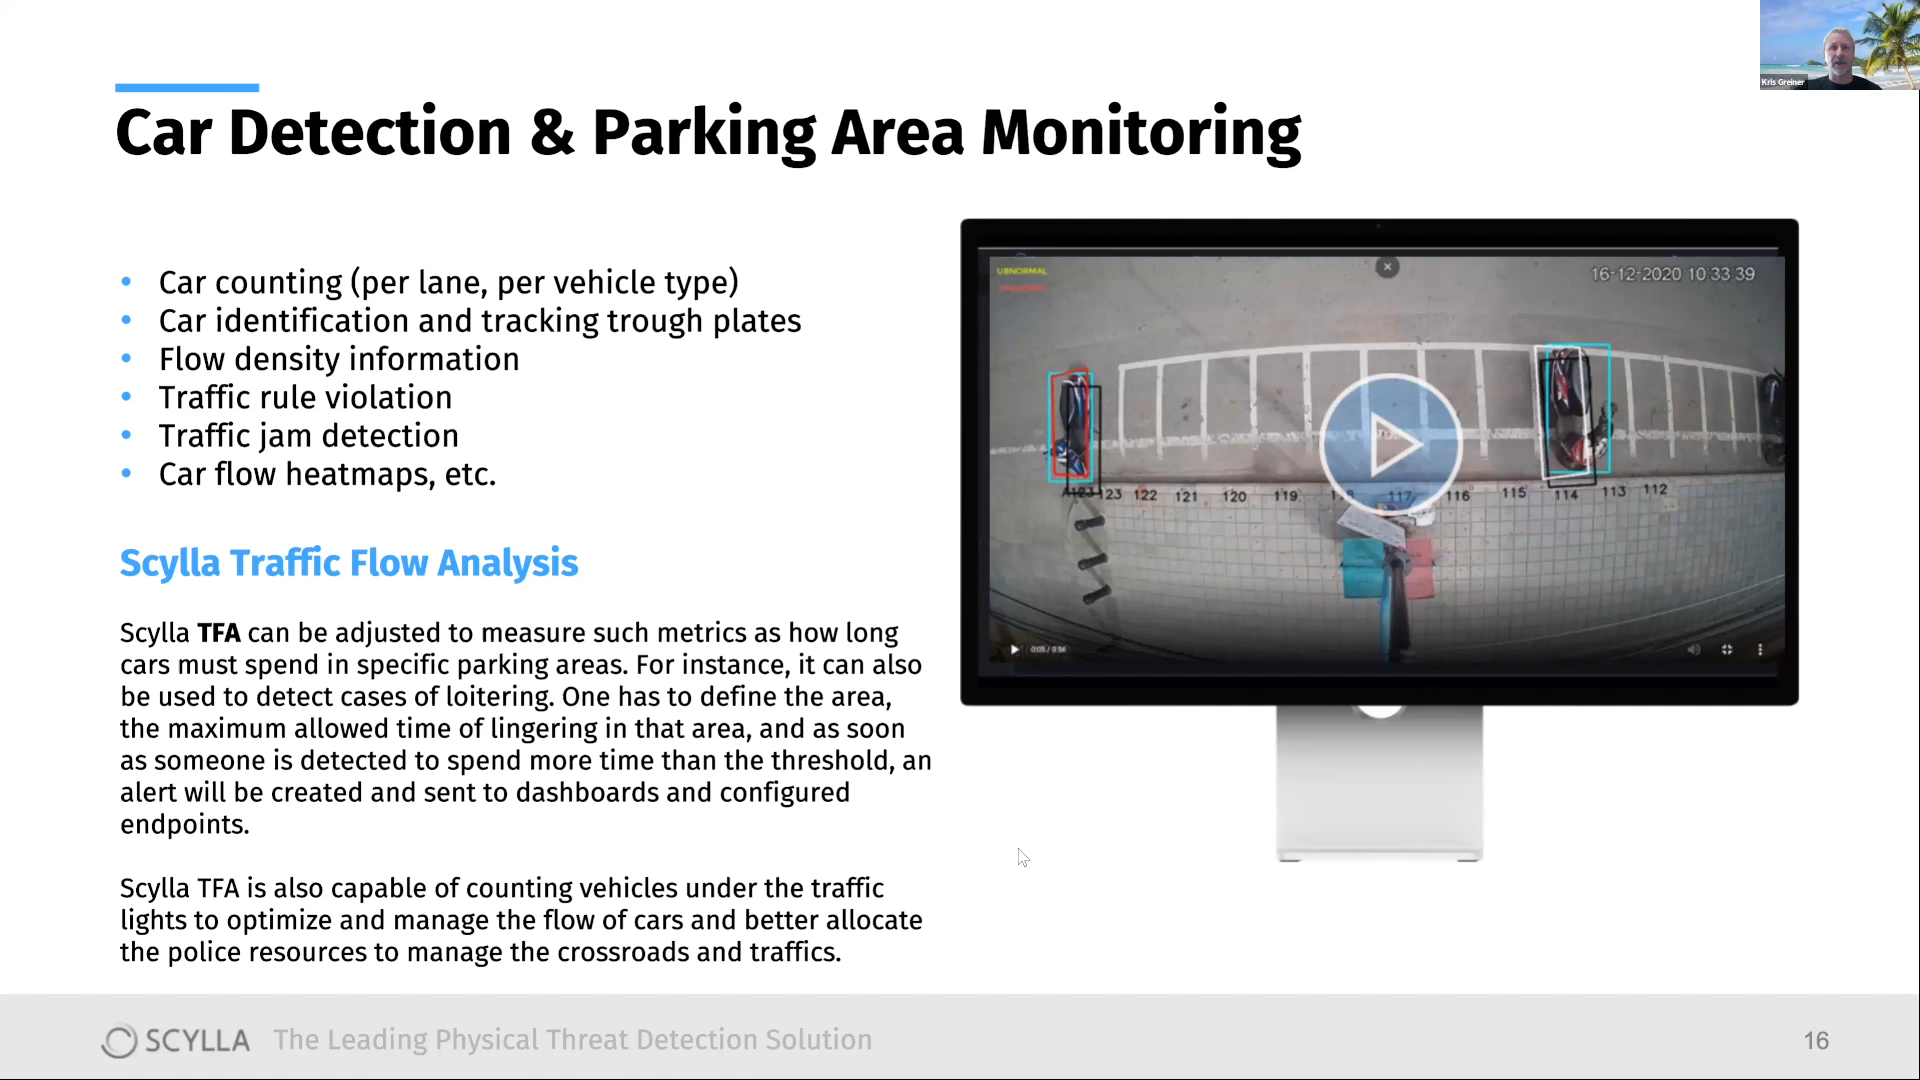 Kris Greiner
Car Detection & Parking Area Monitoring
• Car counting (per lane, per vehicle type)
• Car identification and tracking trough plates
• Flow density information
• Traffic rule violation
• Traffic jam detection
• Car flow heatmaps, etc.
Scylla Traffic Flow Analysis
Scylla TFA can be adjusted to measure such metrics as how long
cars must spend in specific parking areas. For instance, it can also
be used to detect cases of loitering. One has to define the area,
the maximum allowed time of lingering in that area, and as soon
as someone is detected to spend more time than the threshold, an
alert will be created and sent to dashboards and configured
endpoints.
Scylla TFA is also capable of counting vehicles under the traffic
lights to optimize and manage the flow of cars and better allocate
the police resources to manage the crossroads and traffics.
UBNORMAL
16-12-2020 10:33:39
A123 123 122 121 120 119 117 116 115 114 113 112
0:05 / 0:56
SCYLLA The Leading Physical Threat Detection Solution
16